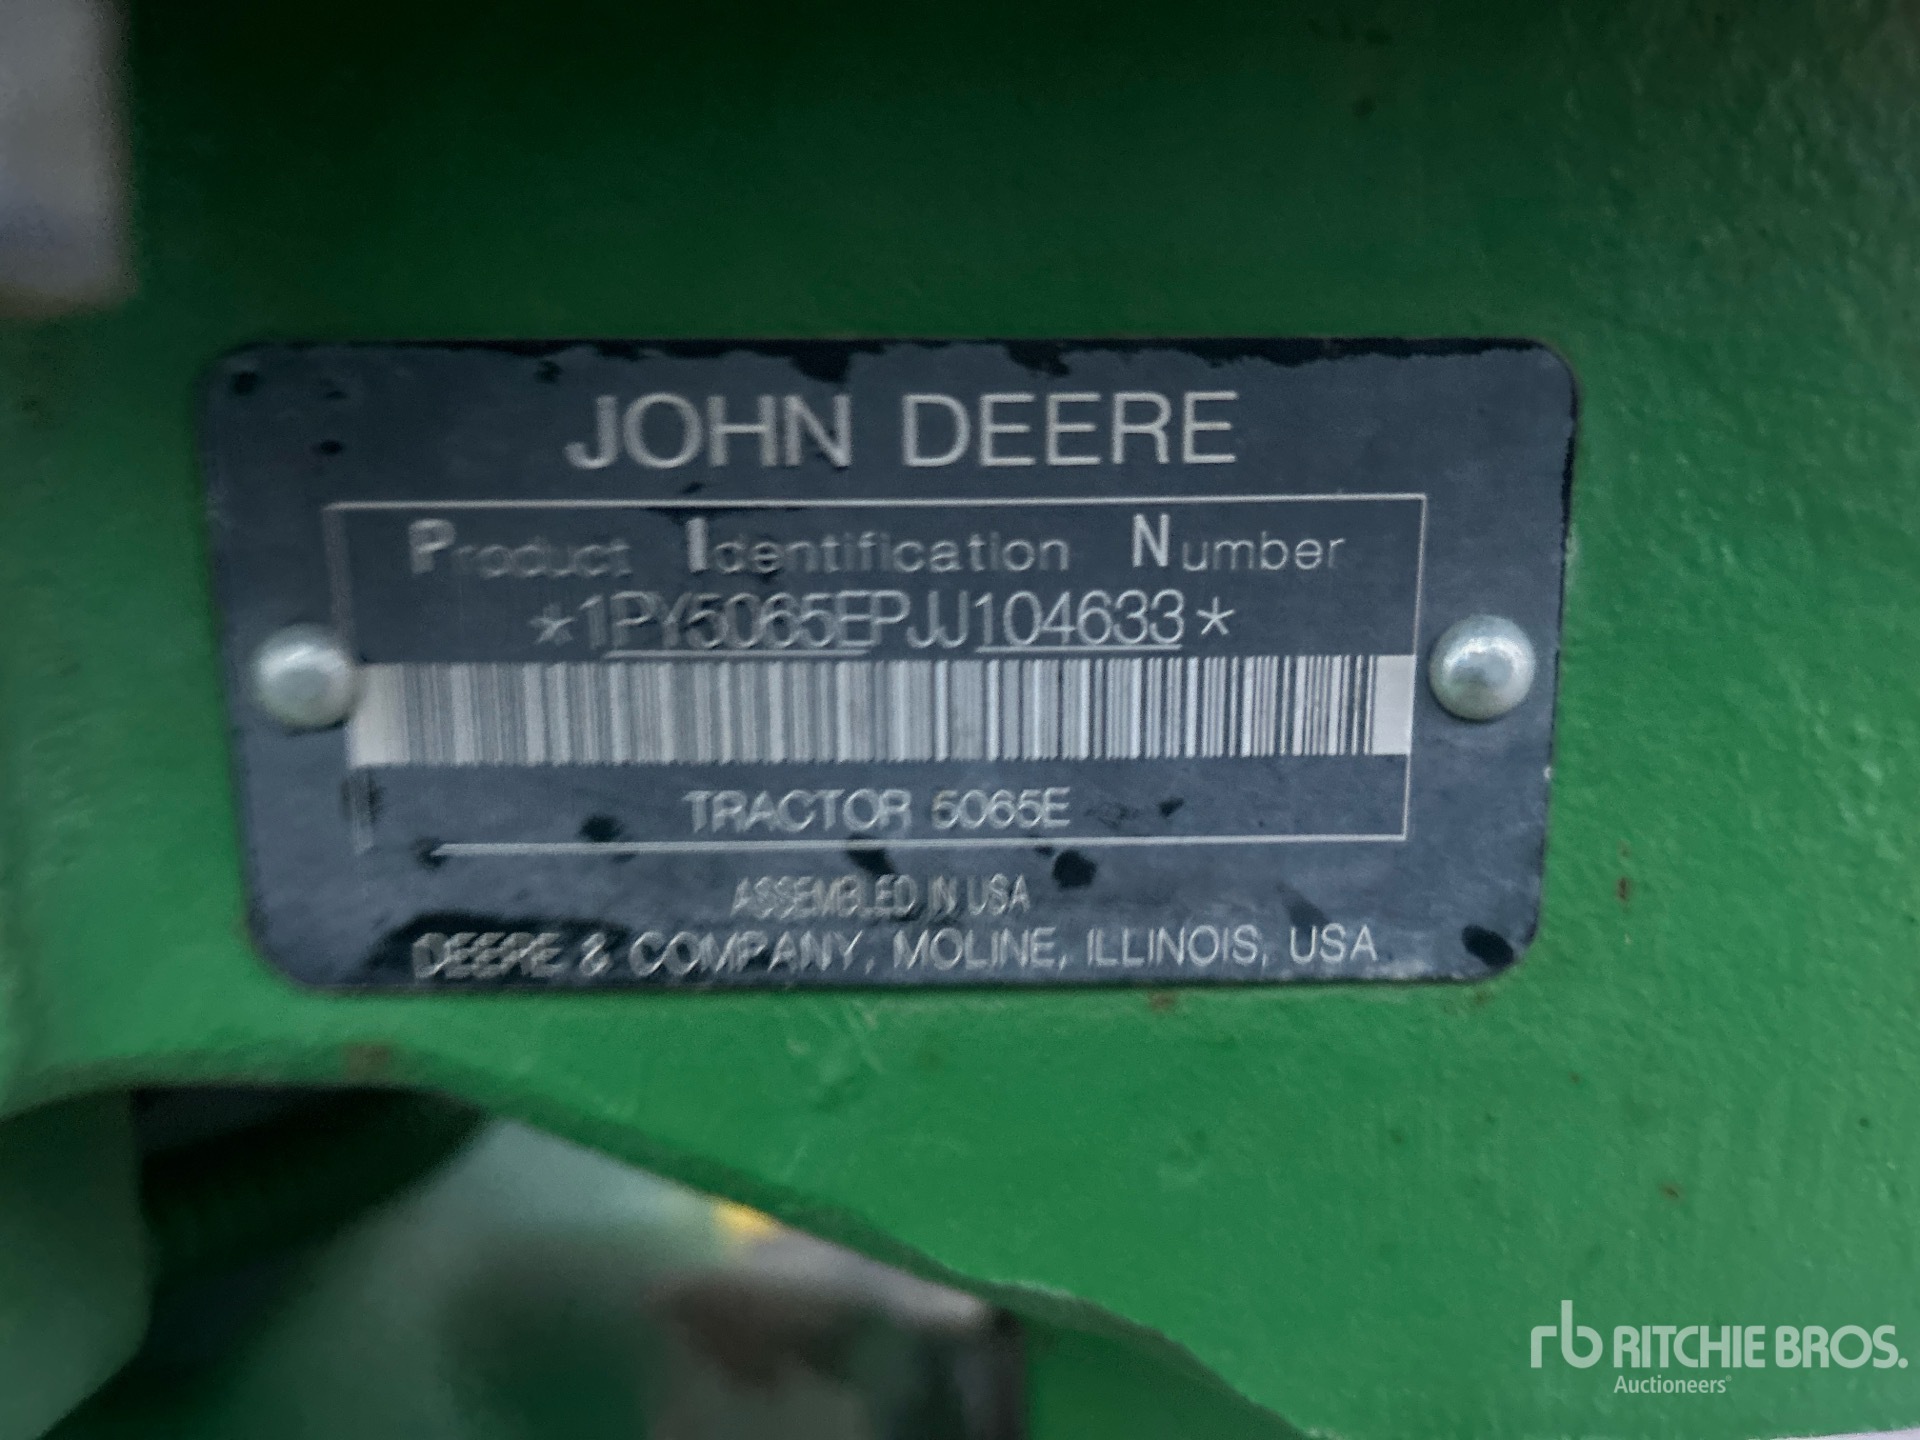 JOHN DEERE
Product Identification Number
*1PY5065EPJJ104633*
TRACTOR 5065E
ASSEMBLED IN USA
DEERE & COMPANY, MOLINE, ILLINOIS, USA
rb RITCHIE BROS.
Auctioneers